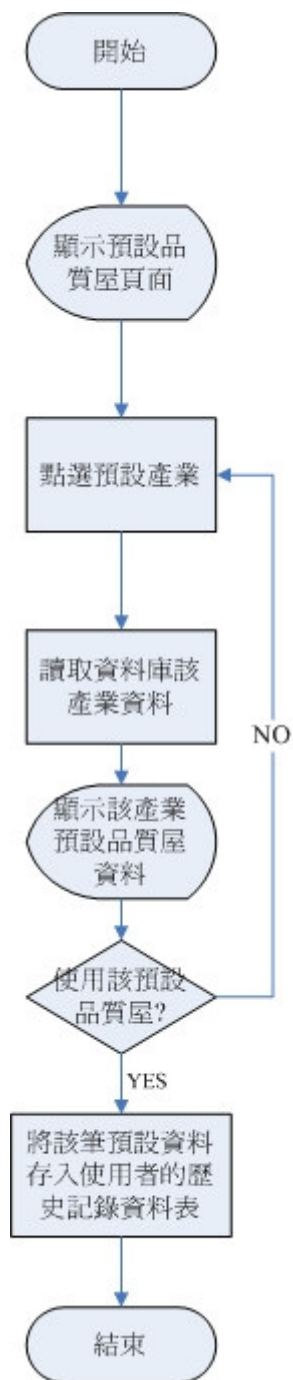 開始
顯示預設品
質屋頁面
點選預設產業
讀取資料庫該
產業資料
NO
顯示該產業
預設品質屋
資料
使用該預設
品質屋?
YES
將該筆預設資料
存入使用者的歷
史記錄資料表
結束